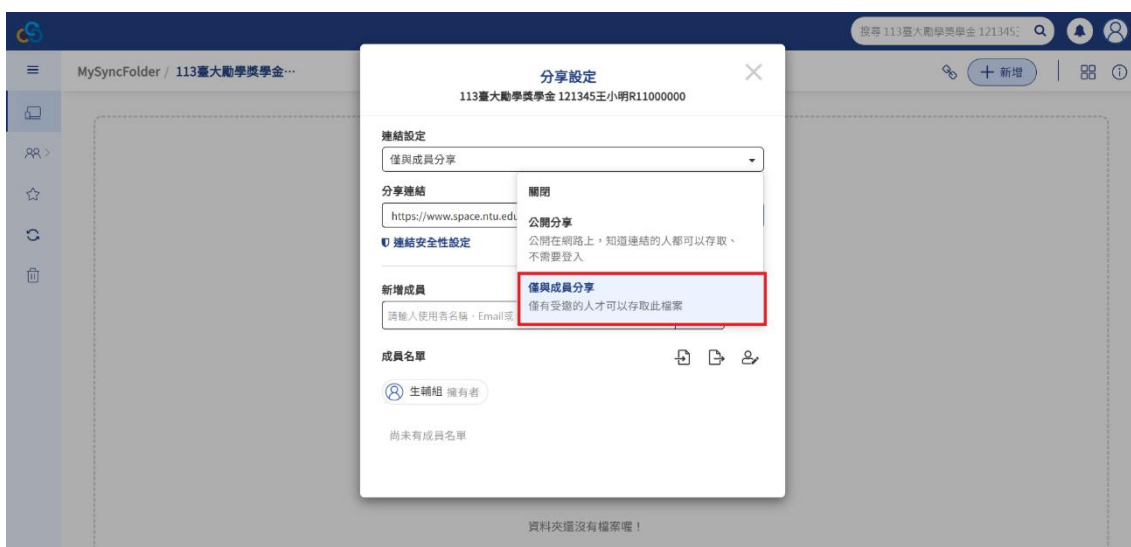 搜尋 113臺大勵學獎學金 121345
MySyncFolder / 113臺大勵學獎學金…
新增
分享設定
113臺大勵學獎學金 121345王小明R11000000
連結設定
僅與成員分享
分享連結
關閉
https://www.space.ntu.edu
公開分享
公開在網路上,知道連結的人都可以存取、
不需要登入
連結安全性設定
新增成員
僅與成員分享
僅有受邀的人才可以存取此檔案
請輸入使用者名稱、Email或
成員名單
生輔組 擁有者
尚未有成員名單
資料夾還沒有檔案喔！